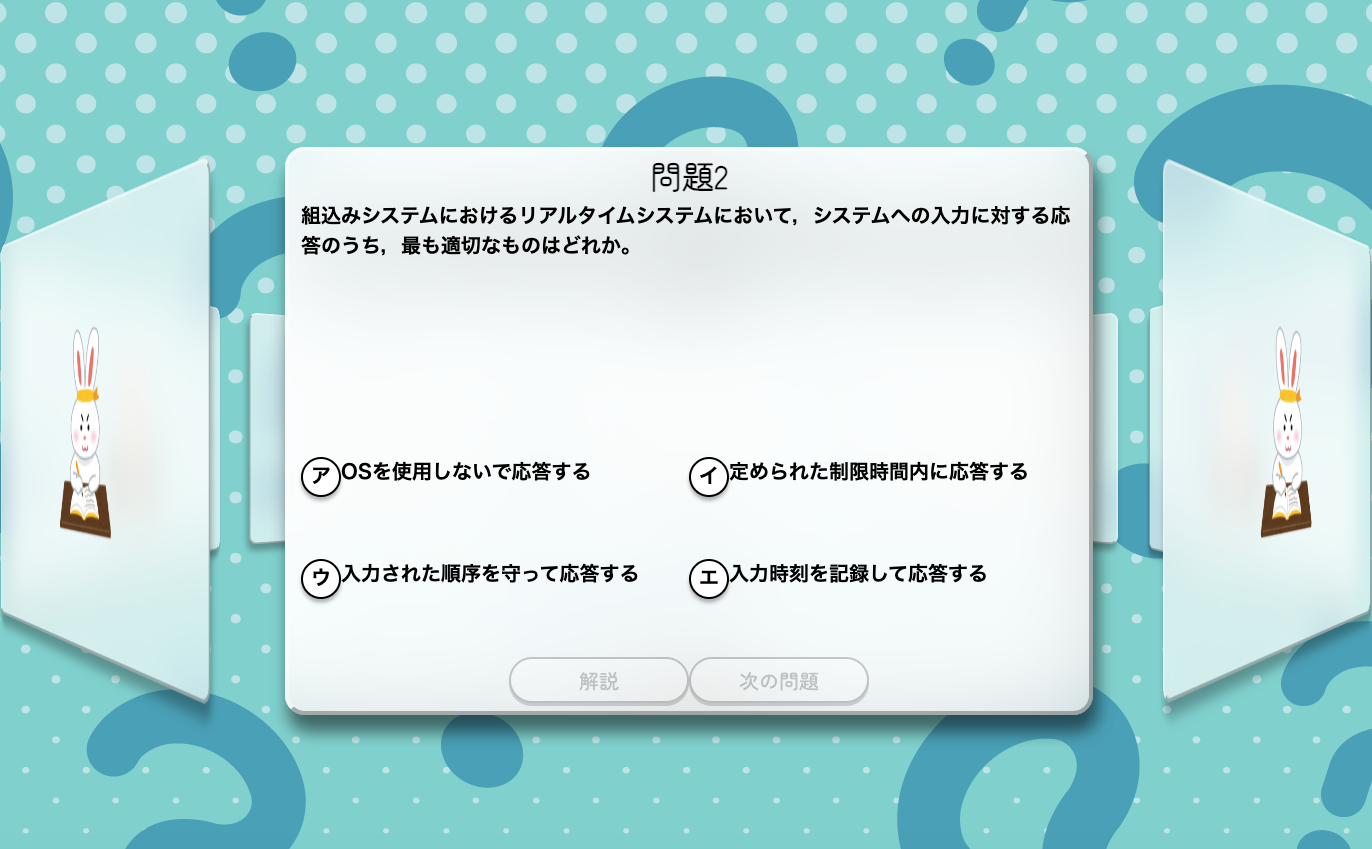 問題2
組込みシステムにおけるリアルタイムシステムにおいて，システムへの入力に対する応
答のうち，最も適切なものはどれか。
ア OSを使用しないで応答する
イ 定められた制限時間内に応答する
ウ 入力された順序を守って応答する
エ 入力時刻を記録して応答する
解説
次の問題